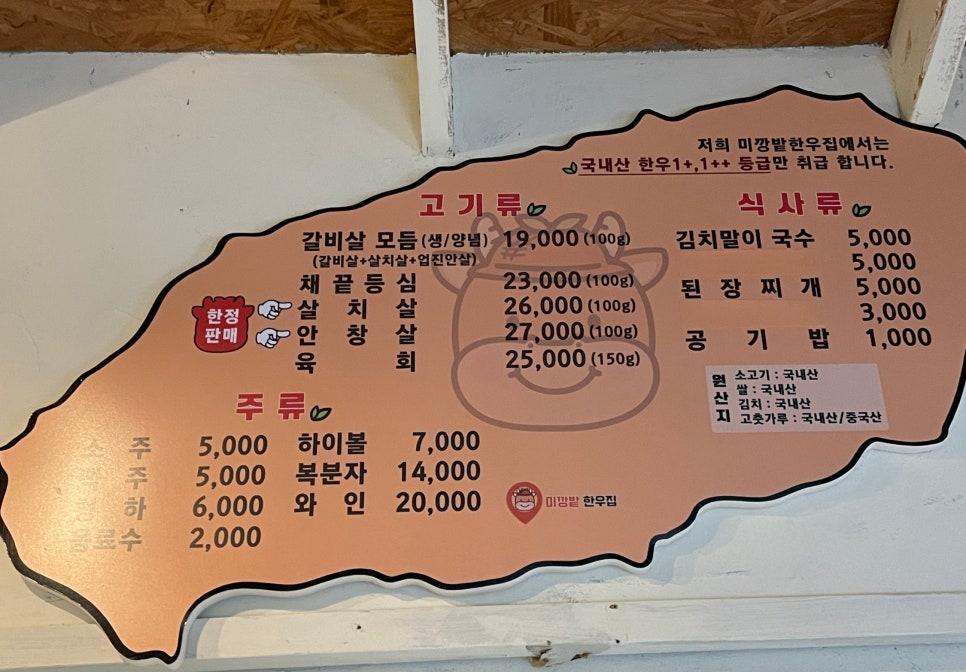 저희 미깡밭한우집에서는
국내산 한우1+,1++ 등급만 취급 합니다.
고기류
갈비살 모듬(생/양념) 19,000(100g)
(갈비살+살치살+업진안살)
채끝등심 23,000(100g)
한정
판매
살치살 26,000(100g)
안창살 27,000(100g)
육회 25,000(150g)
식사류
김치말이 국수 5,000
5,000
된장찌개 5,000
3,000
공기밥 1,000
원산지
소고기 : 국내산
쌀 : 국내산
김치 : 국내산
고춧가루 : 국내산/중국산
주류
소주 5,000
주 5,000
하 6,000
음료수 2,000
하이볼 7,000
복분자 14,000
와인 20,000
미깡밭 한우집